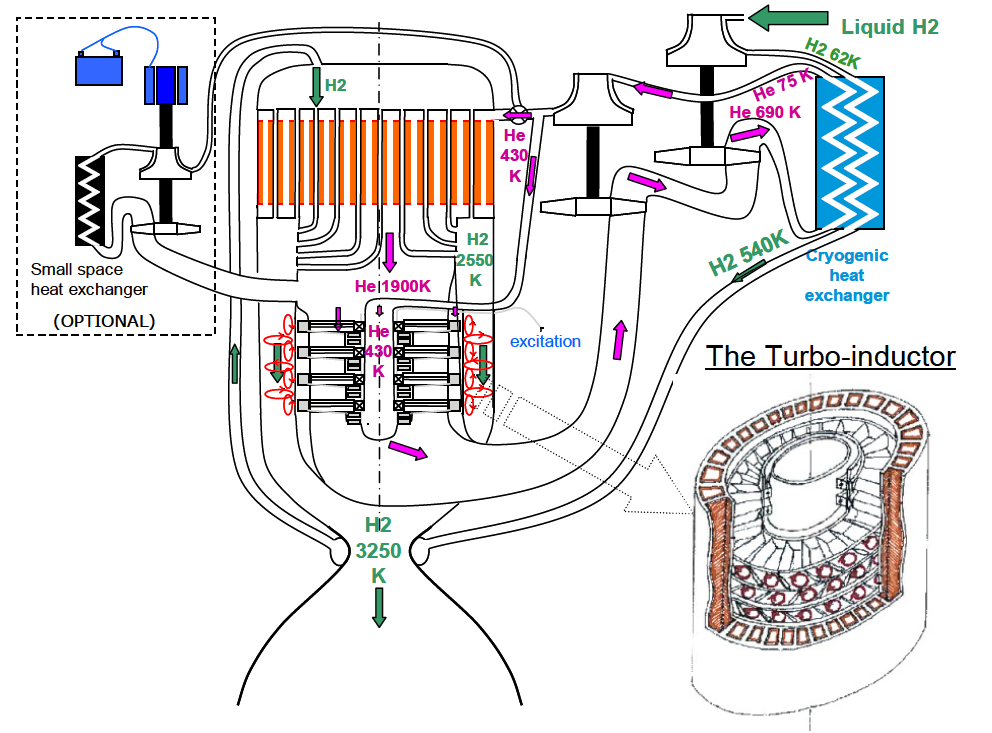 Liquid H2
H2 62K
He 75 K
He 690 K
H2
He
430
K
H2
2550
K
He 1900K
He
430
K
excitation
H2 540K
Cryogenic
heat
exchanger
Small space
heat exchanger
(OPTIONAL)
The Turbo-inductor
H2
3250
K